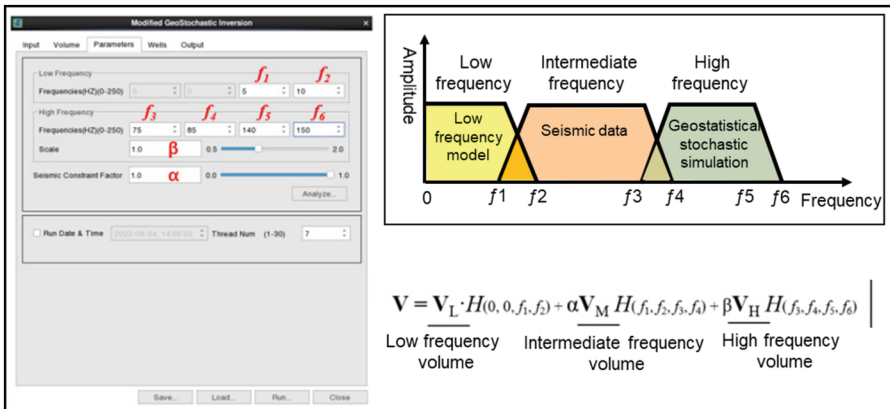 Modified GeoStochastic Inversion
Input Volume Parameters Wells Output
Low Frequency
f1 f2
Frequencies(HZ)(0-250) 0 0 5 10
High Frequency
f3 f4 f5 f6
Frequencies(HZ)(0-250) 75 85 140 150
Scale 1.0 β 0.5 2.0
Seismic Constraint Factor 1.0 α 0.0 1.0
Analyze...
Run Date & Time Thread Num (1-30) 7
Save... Load... Run... Close
Amplitude
Low frequency
Intermediate frequency
High frequency
Low frequency model
Seismic data
Geostatistical stochastic simulation
0 f1 f2 f3 f4 f5 f6 Frequency
V = V_L · H(0, 0, f1, f2) + αV_M H(f1, f2, f3, f4) + βV_H H(f3, f4, f5, f6)
Low frequency volume
Intermediate frequency volume
High frequency volume